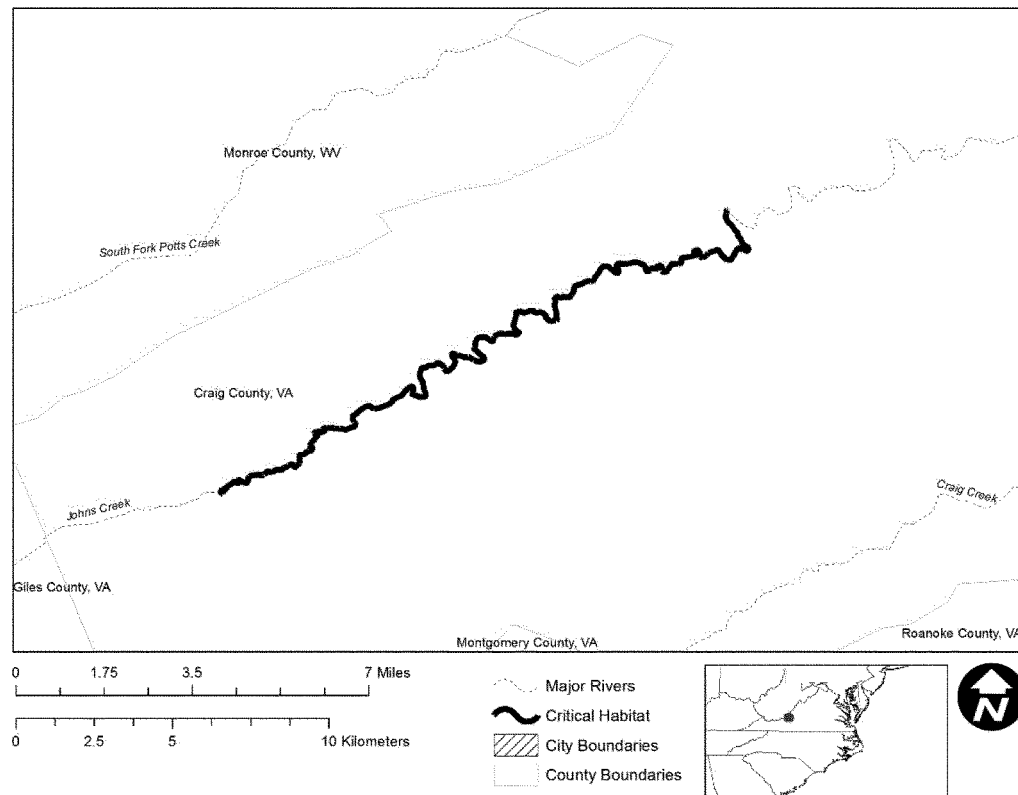 Monroe County, WV
South Fork Potts Creek
Craig County, VA
Craig Creek
Johns Creek
Giles County, VA
Roanoke County, VA
Montgomery County, VA
0 1.75 3.5 7 Miles
0 2.5 5 10 Kilometers
Major Rivers
Critical Habitat
City Boundaries
County Boundaries
N